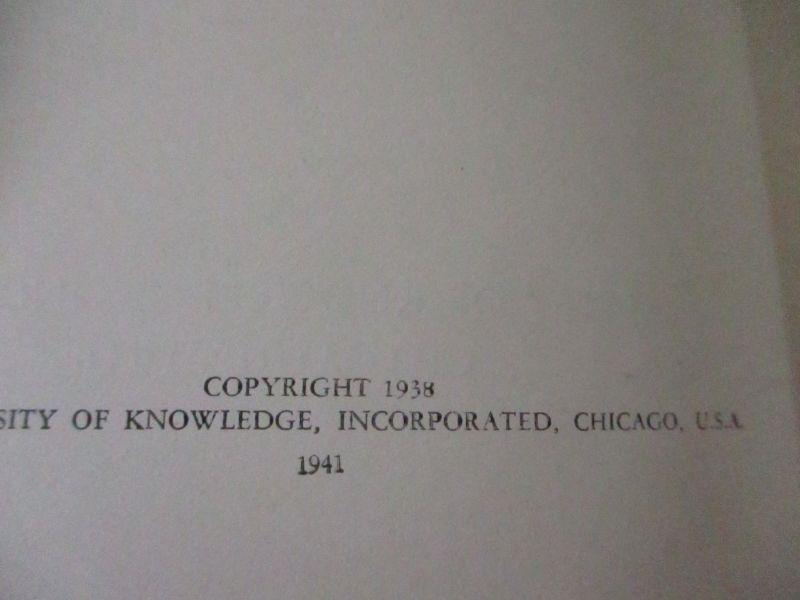 COPYRIGHT 1938
SITY OF KNOWLEDGE, INCORPORATED, CHICAGO, U.S.A.
1941